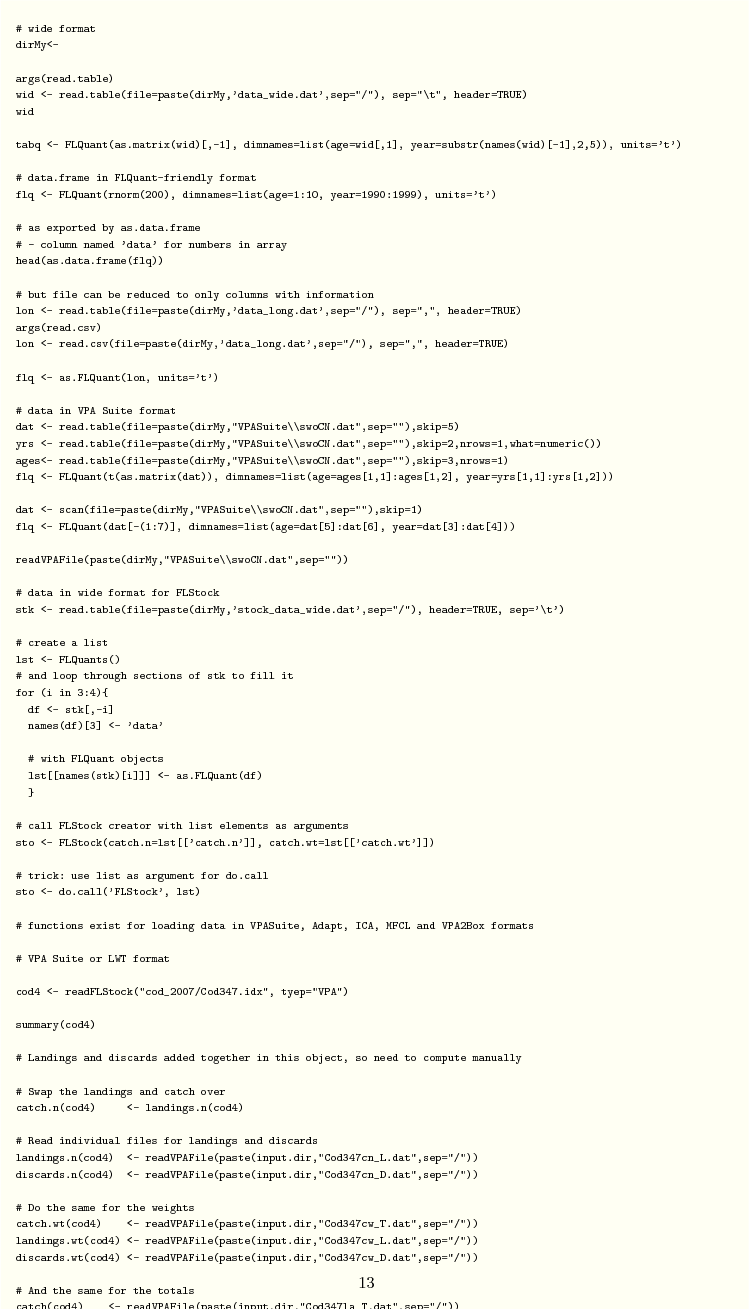 # wide format
dirMy<-
args(read.table)
wid <- read.table(file=paste(dirMy,'data_wide.dat',sep="/"), sep="\t", header=TRUE)
wid
tabq <- FLQuant(as.matrix(wid)[,-1], dimnames=list(age=wid[,1], year=substr(names(wid)[-1],2,5)), units='t')
# data.frame in FLQuant-friendly format
flq <- FLQuant(rnorm(200), dimnames=list(age=1:10, year=1990:1999), units='t')
# as exported by as.data.frame
# - column named 'data' for numbers in array
head(as.data.frame(flq))
# but file can be reduced to only columns with information
lon <- read.table(file=paste(dirMy,'data_long.dat',sep="/"), sep=",", header=TRUE)
args(read.csv)
lon <- read.csv(file=paste(dirMy,'data_long.dat',sep="/"), sep=",", header=TRUE)
flq <- as.FLQuant(lon, units='t')
# data in VPA Suite format
dat <- read.table(file=paste(dirMy,"VPASuite\\swoCN.dat",sep=""),skip=5)
yrs <- read.table(file=paste(dirMy,"VPASuite\\swoCN.dat",sep=""),skip=2,nrows=1,what=numeric())
ages<- read.table(file=paste(dirMy,"VPASuite\\swoCN.dat",sep=""),skip=3,nrows=1)
flq <- FLQuant(t(as.matrix(dat)), dimnames=list(age=ages[1,1]:ages[1,2], year=yrs[1,1]:yrs[1,2]))
dat <- scan(file=paste(dirMy,"VPASuite\\swoCN.dat",sep=""),skip=1)
flq <- FLQuant(dat[-(1:7)], dimnames=list(age=dat[5]:dat[6], year=dat[3]:dat[4]))
readVPAFile(paste(dirMy,"VPASuite\\swoCN.dat",sep=""))
# data in wide format for FLStock
stk <- read.table(file=paste(dirMy,'stock_data_wide.dat',sep="/"), header=TRUE, sep='\t')
# create a list
lst <- FLQuants()
# and loop through sections of stk to fill it
for (i in 3:4){
df <- stk[,-i]
names(df)[3] <- 'data'
# with FLQuant objects
lst[[names(stk)[i]]] <- as.FLQuant(df)
}
# call FLStock creator with list elements as arguments
sto <- FLStock(catch.n=lst[['catch.n']], catch.wt=lst[['catch.wt']])
# trick: use list as argument for do.call
sto <- do.call('FLStock', lst)
# functions exist for loading data in VPASuite, Adapt, ICA, MFCL and VPA2Box formats
# VPA Suite or LWT format
cod4 <- readFLStock("cod_2007/Cod347.idx", tyep="VPA")
summary(cod4)
# Landings and discards added together in this object, so need to compute manually
# Swap the landings and catch over
catch.n(cod4)     <- landings.n(cod4)
# Read individual files for landings and discards
landings.n(cod4)  <- readVPAFile(paste(input.dir,"Cod347cn_L.dat",sep="/"))
discards.n(cod4)  <- readVPAFile(paste(input.dir,"Cod347cn_D.dat",sep="/"))
# Do the same for the weights
catch.wt(cod4)    <- readVPAFile(paste(input.dir,"Cod347cw_T.dat",sep="/"))
landings.wt(cod4) <- readVPAFile(paste(input.dir,"Cod347cw_L.dat",sep="/"))
discards.wt(cod4) <- readVPAFile(paste(input.dir,"Cod347cw_D.dat",sep="/"))
13
# And the same for the totals
catch(cod4)    <- readVPAFile(paste(input.dir,"Cod347la_T.dat",sep="/"))